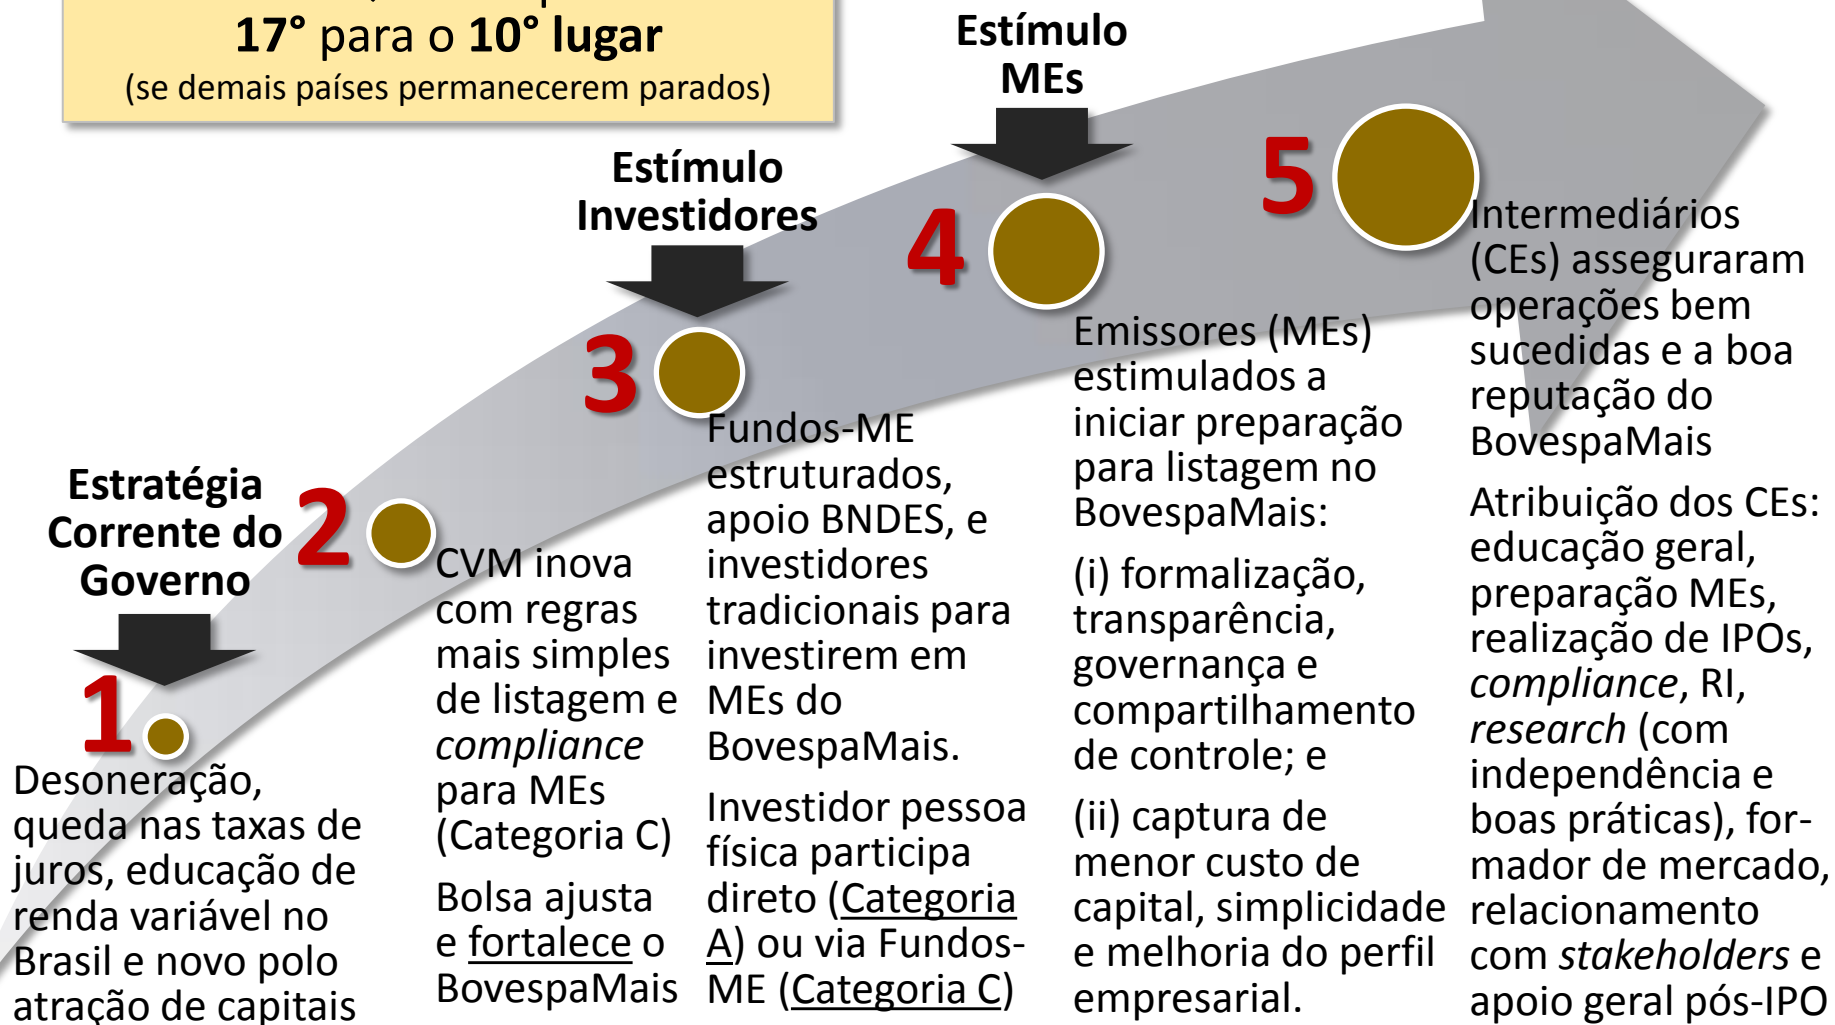 17° para o 10° lugar
(se demais países permanecerem parados)
Estímulo
MEs
Estímulo
Investidores
Estratégia
Corrente do
Governo
1
Desoneração,
queda nas taxas de
juros, educação de
renda variável no
Brasil e novo polo
atração de capitais
2
CVM inova
com regras
mais simples
de listagem e
compliance
para MEs
(Categoria C)
Bolsa ajusta
e fortalece o
BovespaMais
3
Fundos-ME
estruturados,
apoio BNDES, e
investidores
tradicionais para
investirem em
MEs do
BovespaMais.
Investidor pessoa
física participa
direto (Categoria
A) ou via Fundos-
ME (Categoria C)
4
Emissores (MEs)
estimulados a
iniciar preparação
para listagem no
BovespaMais:
(i) formalização,
transparência,
governança e
compartilhamento
de controle; e
(ii) captura de
menor custo de
capital, simplicidade
e melhoria do perfil
empresarial.
5
Intermediários
(CEs) asseguraram
operações bem
sucedidas e a boa
reputação do
BovespaMais
Atribuição dos CEs:
educação geral,
preparação MEs,
realização de IPOs,
compliance, RI,
research (com
independência e
boas práticas), for-
mador de mercado,
relacionamento
com stakeholders e
apoio geral pós-IPO